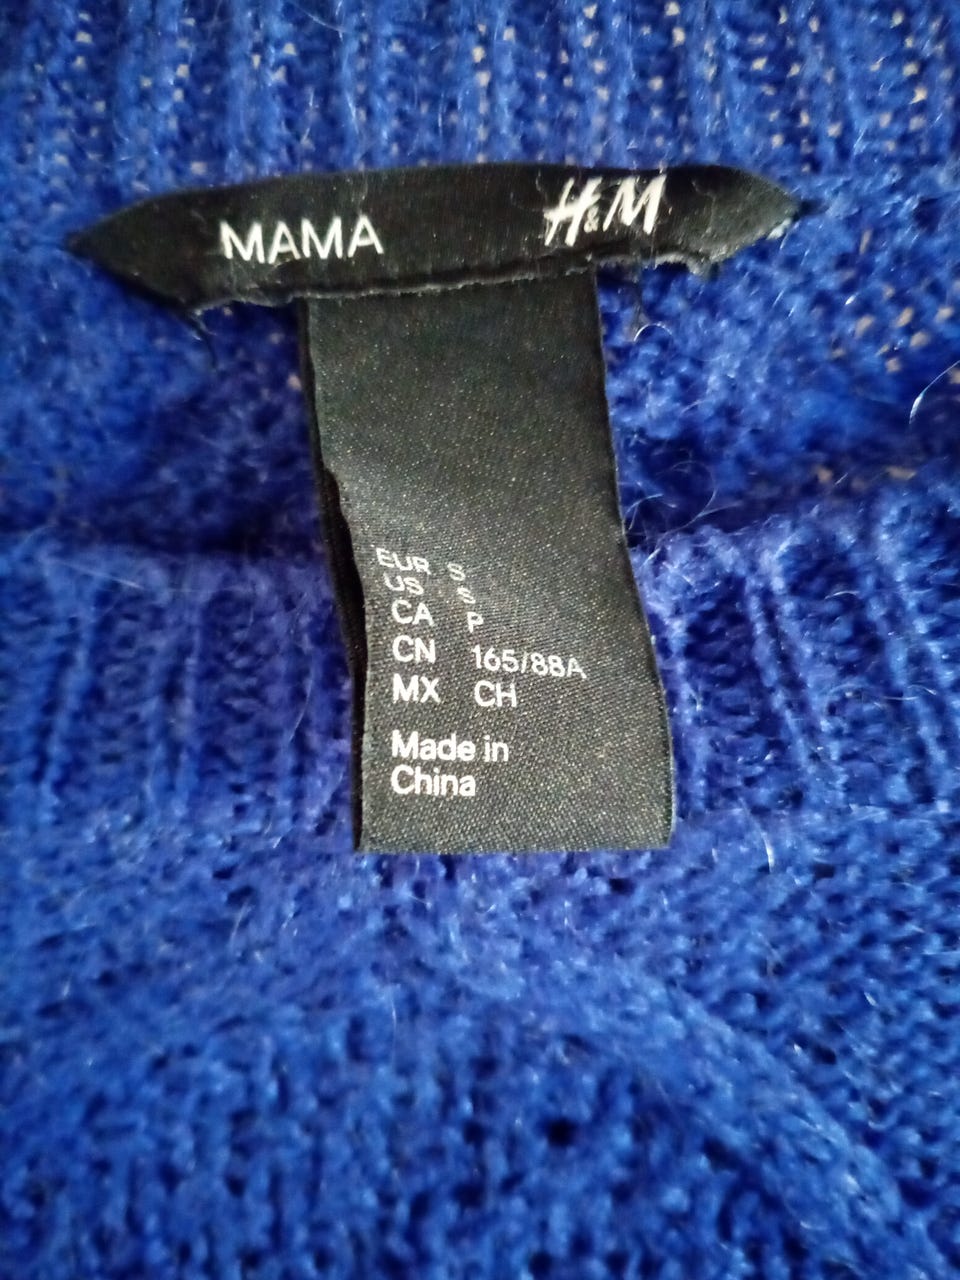 MAMA H&M
EUR S
US S
CA P
CN 165/88A
MX CH
Made in
China